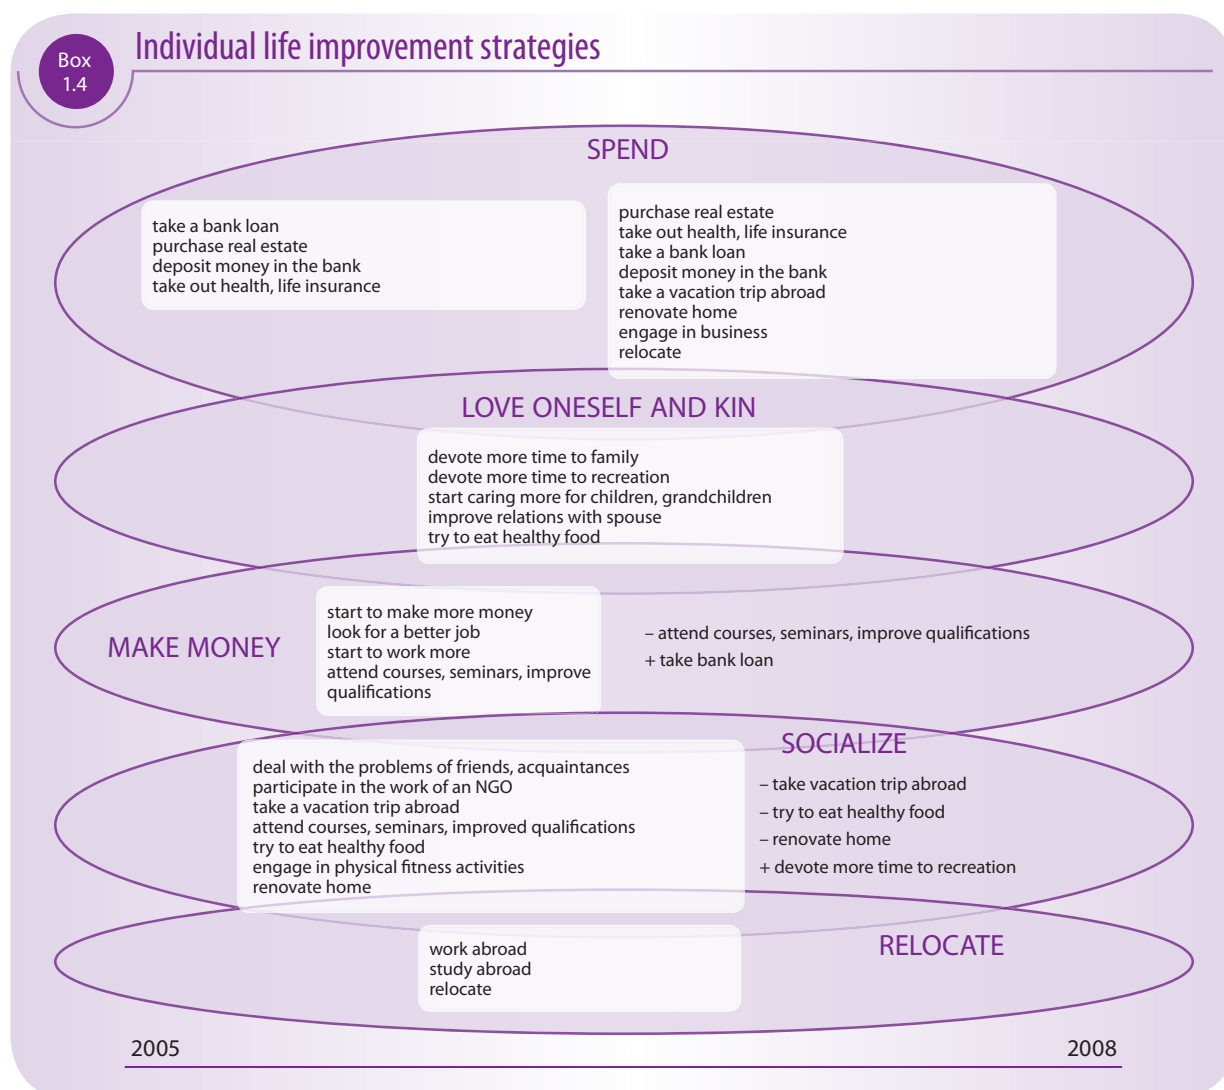 Box
1.4
Individual life improvement strategies
SPEND
take a bank loan
purchase real estate
deposit money in the bank
take out health, life insurance
purchase real estate
take out health, life insurance
take a bank loan
deposit money in the bank
take a vacation trip abroad
renovate home
engage in business
relocate
LOVE ONESELF AND KIN
devote more time to family
devote more time to recreation
start caring more for children, grandchildren
improve relations with spouse
try to eat healthy food
MAKE MONEY
start to make more money
look for a better job
start to work more
attend courses, seminars, improve
qualifications
– attend courses, seminars, improve qualifications
+ take bank loan
SOCIALIZE
deal with the problems of friends, acquaintances
participate in the work of an NGO
take a vacation trip abroad
attend courses, seminars, improved qualifications
try to eat healthy food
engage in physical fitness activities
renovate home
– take vacation trip abroad
– try to eat healthy food
– renovate home
+ devote more time to recreation
RELOCATE
work abroad
study abroad
relocate
2005
2008